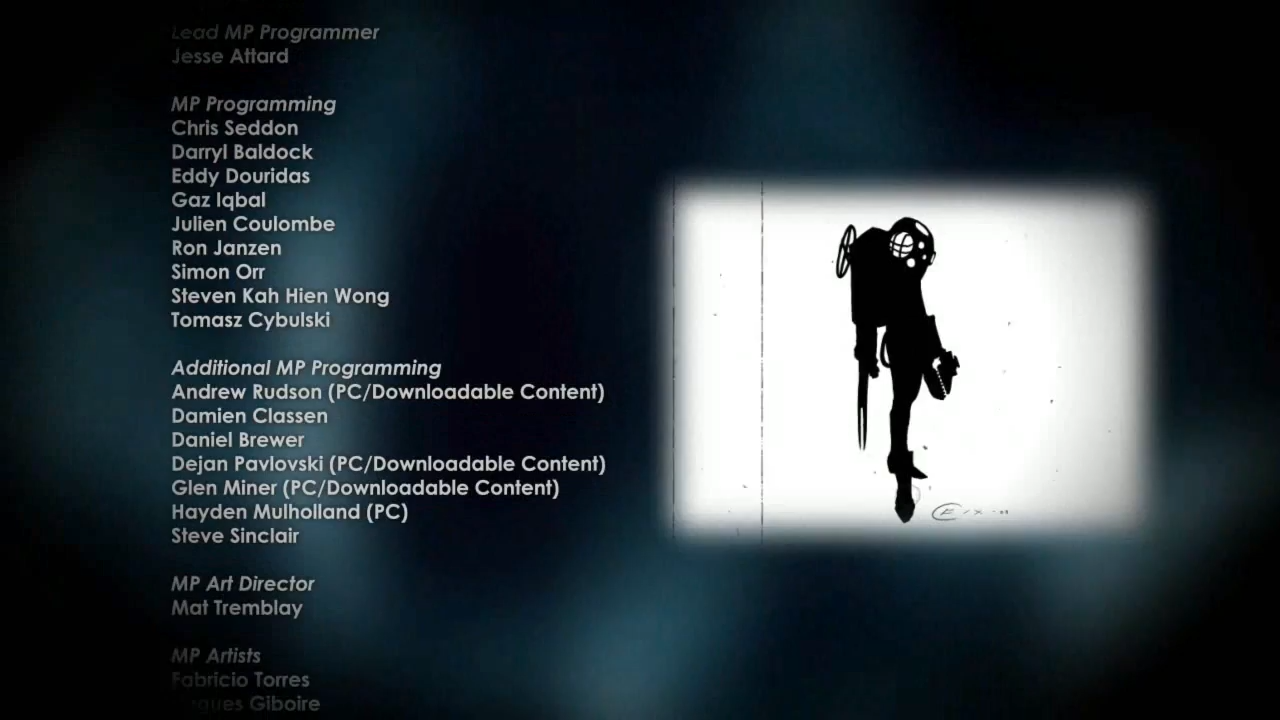 Lead MP Programmer
Jesse Attard
MP Programming
Chris Seddon
Darryl Baldock
Eddy Douridas
Gaz Iqbal
Julien Coulombe
Ron Janzen
Simon Orr
Steven Kah Hien Wong
Tomasz Cybulski
Additional MP Programming
Andrew Rudson (PC/Downloadable Content)
Damien Classen
Daniel Brewer
Dejan Pavlovski (PC/Downloadable Content)
Glen Miner (PC/Downloadable Content)
Hayden Mulholland (PC)
Steve Sinclair
MP Art Director
Mat Tremblay
MP Artists
Fabricio Torres
Giboire